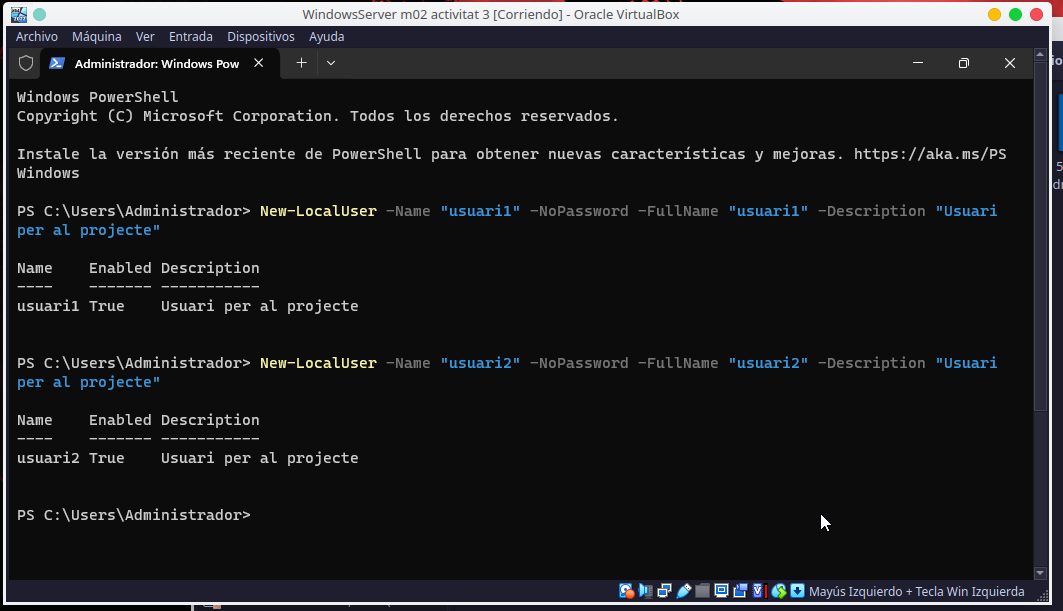 WindowsServer m02 activitat 3 [Corriendo] - Oracle VirtualBox
Archivo Máquina Ver Entrada Dispositivos Ayuda
Administrador: Windows Pow
Windows PowerShell
Copyright (C) Microsoft Corporation. Todos los derechos reservados.
Instale la versión más reciente de PowerShell para obtener nuevas características y mejoras. https://aka.ms/PS
Windows
PS C:\Users\Administrador> New-LocalUser -Name "usuari1" -NoPassword -FullName "usuari1" -Description "Usuari
per al projecte"
Name    Enabled Description
----    ------- -----------
usuari1 True    Usuari per al projecte
PS C:\Users\Administrador> New-LocalUser -Name "usuari2" -NoPassword -FullName "usuari2" -Description "Usuari
per al projecte"
Name    Enabled Description
----    ------- -----------
usuari2 True    Usuari per al projecte
PS C:\Users\Administrador>
Mayús Izquierdo + Tecla Win Izquierda